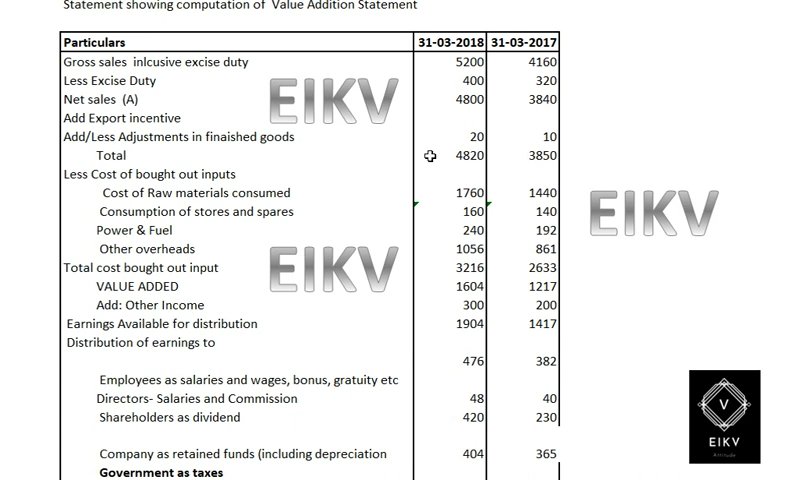 Statement showing computation of Value Addition Statement
Particulars 31-03-2018 31-03-2017
Gross sales inlcusive excise duty 5200 4160
Less Excise Duty 400 320
Net sales (A) 4800 3840
Add Export incentive
Add/Less Adjustments in finaished goods 20 10
Total 4820 3850
Less Cost of bought out inputs
Cost of Raw materials consumed 1760 1440
Consumption of stores and spares 160 140
Power & Fuel 240 192
Other overheads 1056 861
Total cost bought out input 3216 2633
VALUE ADDED 1604 1217
Add: Other Income 300 200
Earnings Available for distribution 1904 1417
Distribution of earnings to
476 382
Employees as salaries and wages, bonus, gratuity etc
Directors- Salaries and Commission 48 40
Shareholders as dividend 420 230
Company as retained funds (including depreciation 404 365
Government as taxes
EIKV
EIKV
EIKV
V
EIKV
Attitude